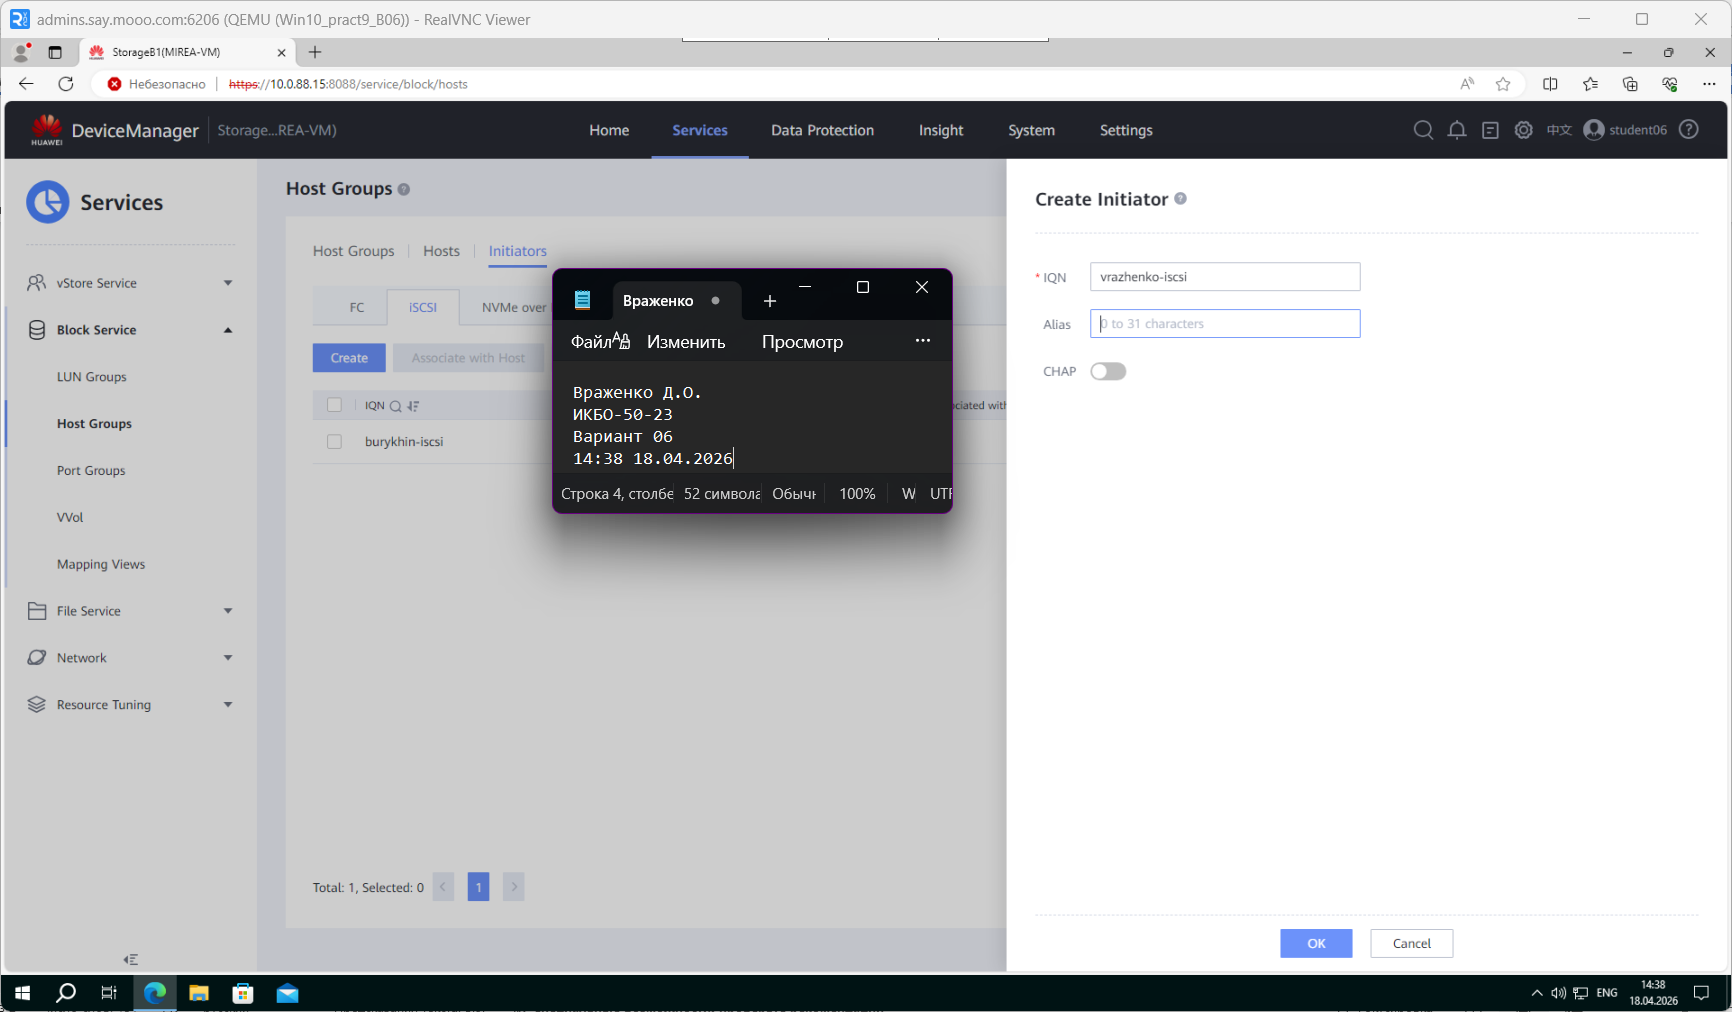 admins.say.mooo.com:6206 (QEMU (Win10_pract9_B06)) - RealVNC Viewer
StorageB1(MIREA-VM)
Небезопасно
https://10.0.88.15:8088/service/block/hosts
HUAWEI
DeviceManager
Storage...REA-VM)
Home
Services
Data Protection
Insight
System
Settings
中文
student06
Services
vStore Service
Block Service
LUN Groups
Host Groups
Port Groups
VVol
Mapping Views
File Service
Network
Resource Tuning
Host Groups
Host Groups
Hosts
Initiators
FC
iSCSI
NVMe over
Create
Associate with Host
IQN
burykhin-iscsi
Total: 1, Selected: 0
1
Враженко
Файл
Изменить
Просмотр
Враженко Д.О.
ИКБО-50-23
Вариант 06
14:38 18.04.2026
Строка 4, столбе
52 символа
Обычн
100%
W
UTF
Create Initiator
* IQN
vrazhenko-iscsi
Alias
0 to 31 characters
CHAP
OK
Cancel
ENG
14:38
18.04.2026